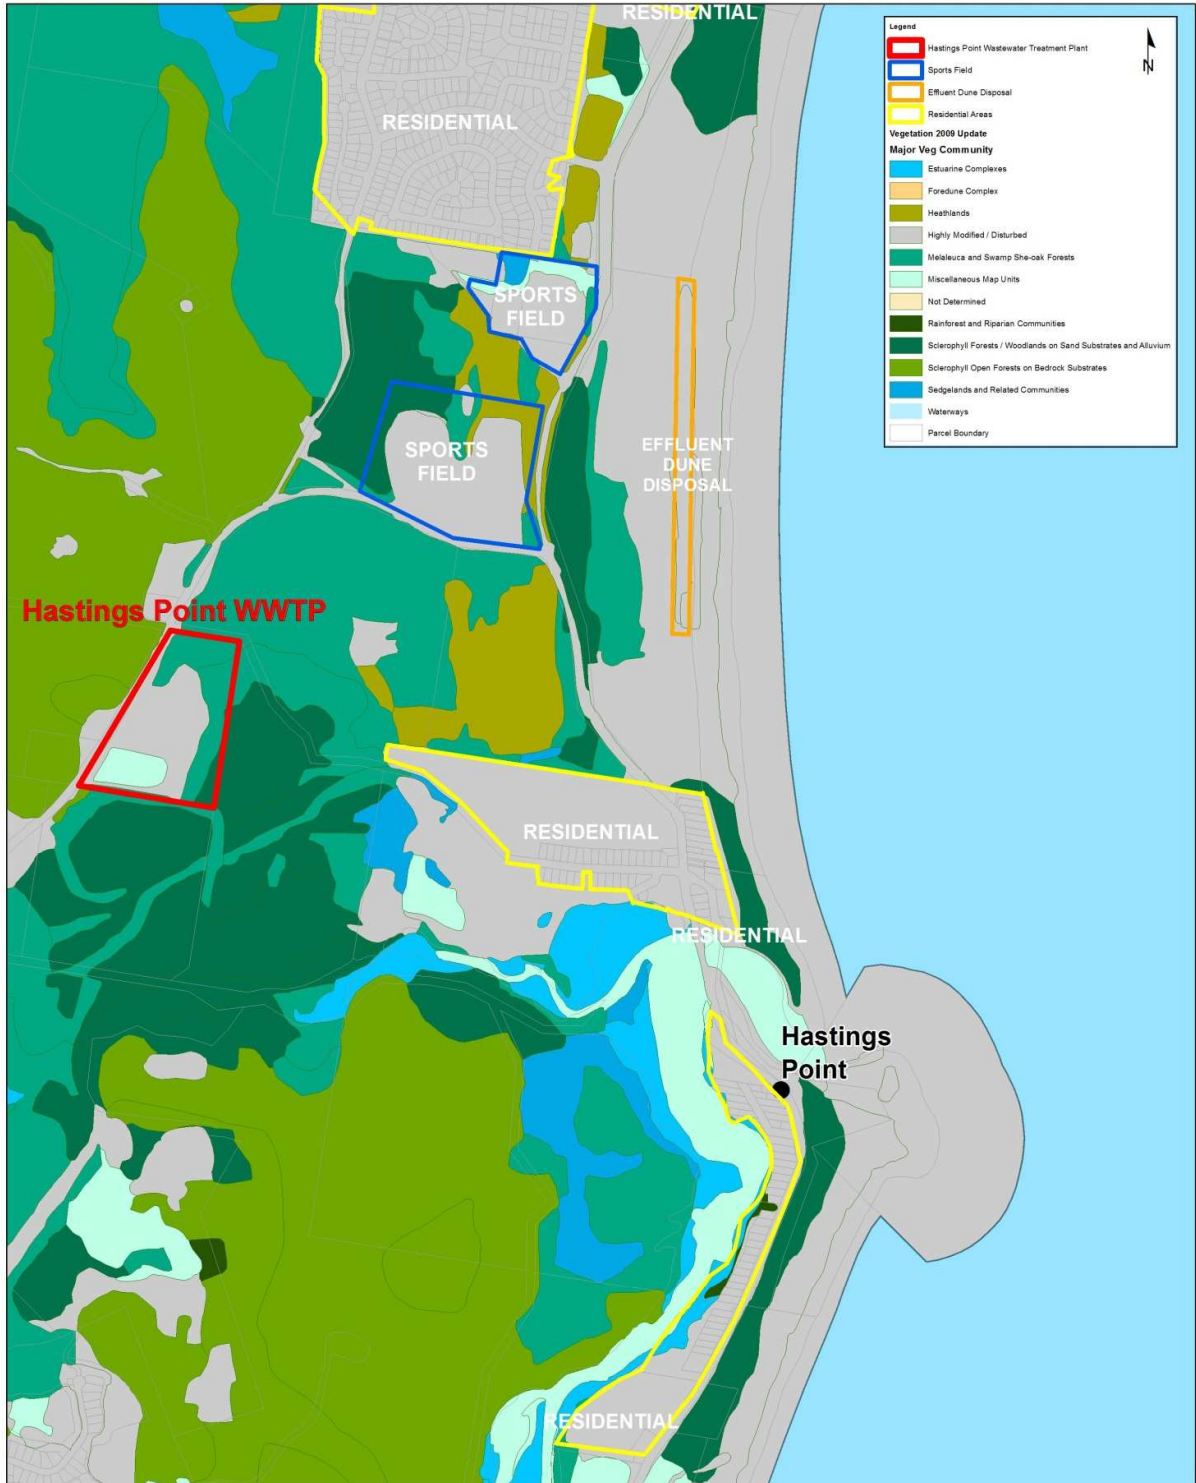 RESIDENTIAL
RESIDENTIAL
SPORTS
FIELD
SPORTS
FIELD
EFFLUENT
DUNE
DISPOSAL
Hastings Point WWTP
RESIDENTIAL
RESIDENTIAL
Hastings
Point
RESIDENTIAL
Legend
N
Hastings Point Wastewater Treatment Plant
Sports Field
Effluent Dune Disposal
Residential Areas
Vegetation 2009 Update
Major Veg Community
Estuarine Complexes
Foredune Complex
Heathlands
Highly Modified / Disturbed
Melaleuca and Swamp She-oak Forests
Miscellaneous Map Units
Not Determined
Rainforest and Riparian Communities
Sclerophyll Forests / Woodlands on Sand Substrates and Alluvium
Sclerophyll Open Forests on Bedrock Substrates
Sedgelands and Related Communities
Waterways
Parcel Boundary